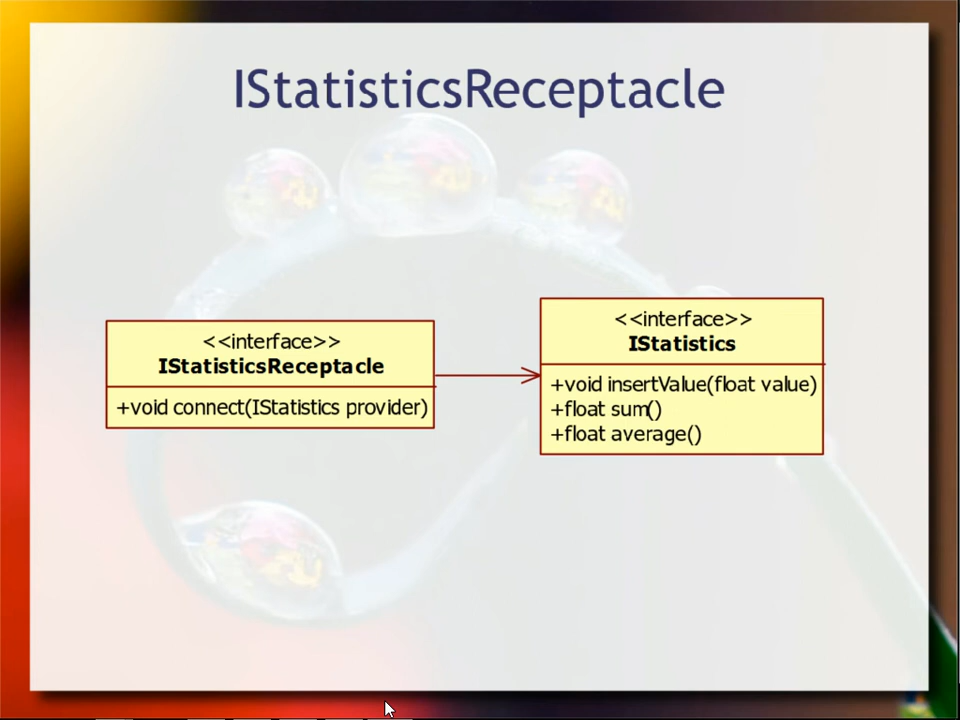 IStatisticsReceptacle
<<interface>>
IStatisticsReceptacle
+void connect(IStatistics provider)
<<interface>>
IStatistics
+void insertValue(float value)
+float sum()
+float average()